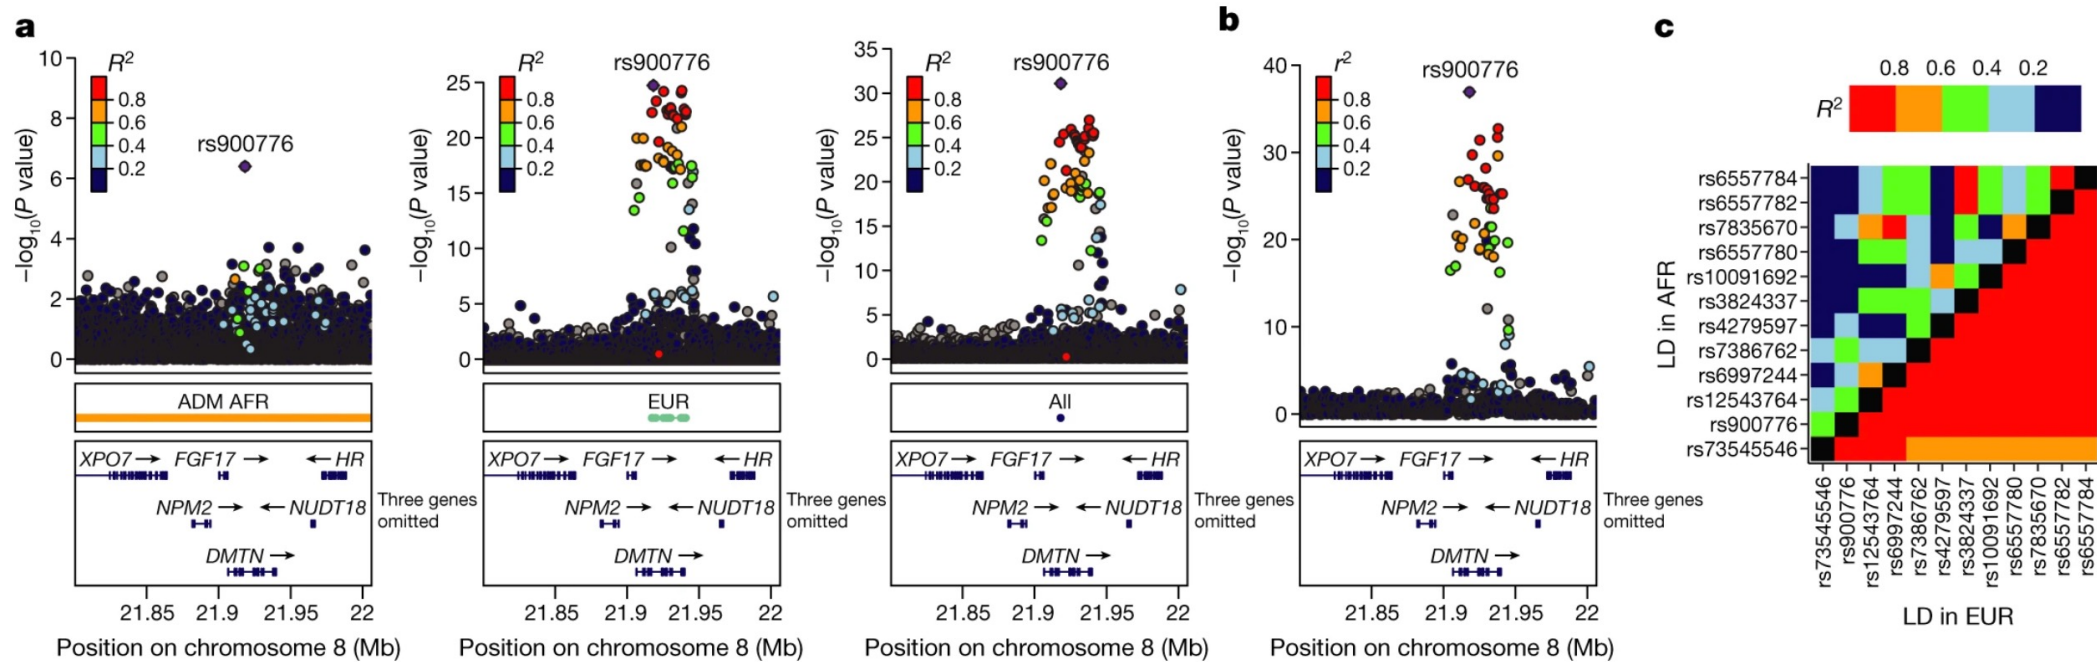 a
10
8
6
4
2
0
−log10(P value)
R2
0.8
0.6
0.4
0.2
rs900776
ADM AFR
XPO7 FGF17 HR
NPM2 NUDT18
DMTN
Three genes
omitted
21.85 21.9 21.95 22
Position on chromosome 8 (Mb)
25
20
15
10
5
0
−log10(P value)
R2
0.8
0.6
0.4
0.2
rs900776
EUR
XPO7 FGF17 HR
NPM2 NUDT18
DMTN
Three genes
omitted
21.85 21.9 21.95 22
Position on chromosome 8 (Mb)
35
30
25
20
15
10
5
0
−log10(P value)
R2
0.8
0.6
0.4
0.2
rs900776
All
XPO7 FGF17 HR
NPM2 NUDT18
DMTN
Three genes
omitted
21.85 21.9 21.95 22
Position on chromosome 8 (Mb)
b
40
30
20
10
0
−log10(P value)
r2
0.8
0.6
0.4
0.2
rs900776
XPO7 FGF17 HR
NPM2 NUDT18
DMTN
Three genes
omitted
21.85 21.9 21.95 22
Position on chromosome 8 (Mb)
c
0.8 0.6 0.4 0.2
R2
LD in AFR
rs6557784
rs6557782
rs7835670
rs6557780
rs10091692
rs3824337
rs4279597
rs7386762
rs6997244
rs12543764
rs900776
rs73545546
rs73545546
rs900776
rs12543764
rs6997244
rs7386762
rs4279597
rs3824337
rs10091692
rs6557780
rs7835670
rs6557782
rs6557784
LD in EUR